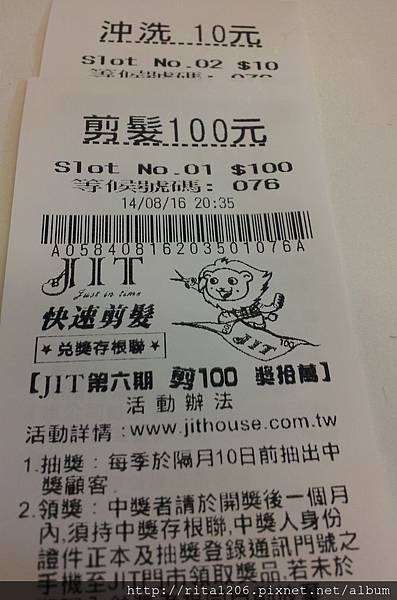 沖洗 10元
Slot No.02 $10
等候號碼: 076
剪髮100元
Slot No.01 $100
等候號碼: 076
14/08/16 20:35
A05840816203501076A
JIT
Just in time
快速剪髮
★兌獎存根聯★
JIT
100
【JIT第六期 剪100 獎拾萬】
活動辦法
活動詳情:www.jithouse.com.tw
1.抽獎:每季於隔月10日前抽出中
獎顧客.
2.領獎:中獎者請於開獎後一個月
內,須持中獎存根聯,中獎人身份
證件正本及抽獎登錄通訊門號之
手機至JIT門市領取獎品,若未於
http://rita1206.pixnet.net/album